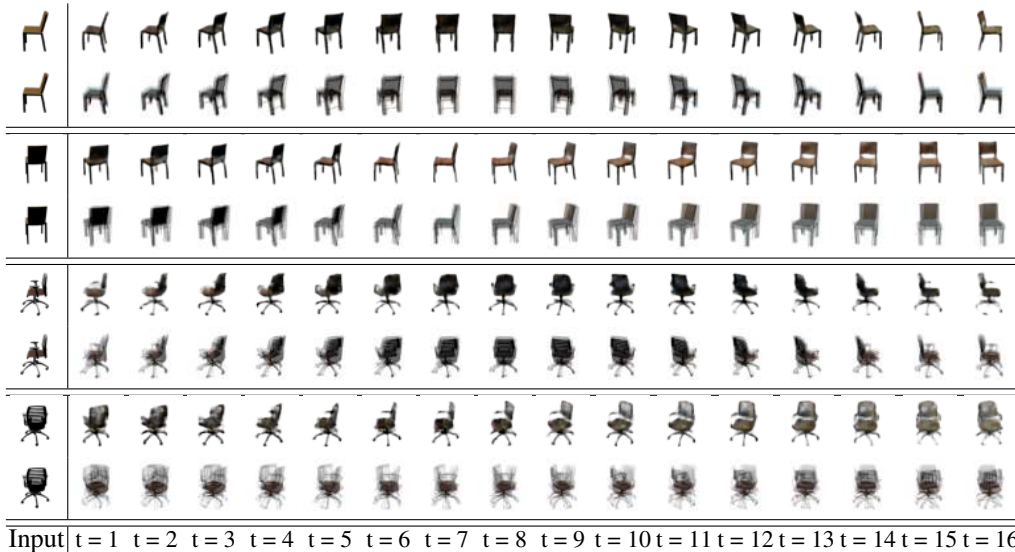 Input t = 1 t = 2 t = 3 t = 4 t = 5 t = 6 t = 7 t = 8 t = 9 t = 10 t = 11 t = 12 t = 13 t = 14 t = 15 t = 16